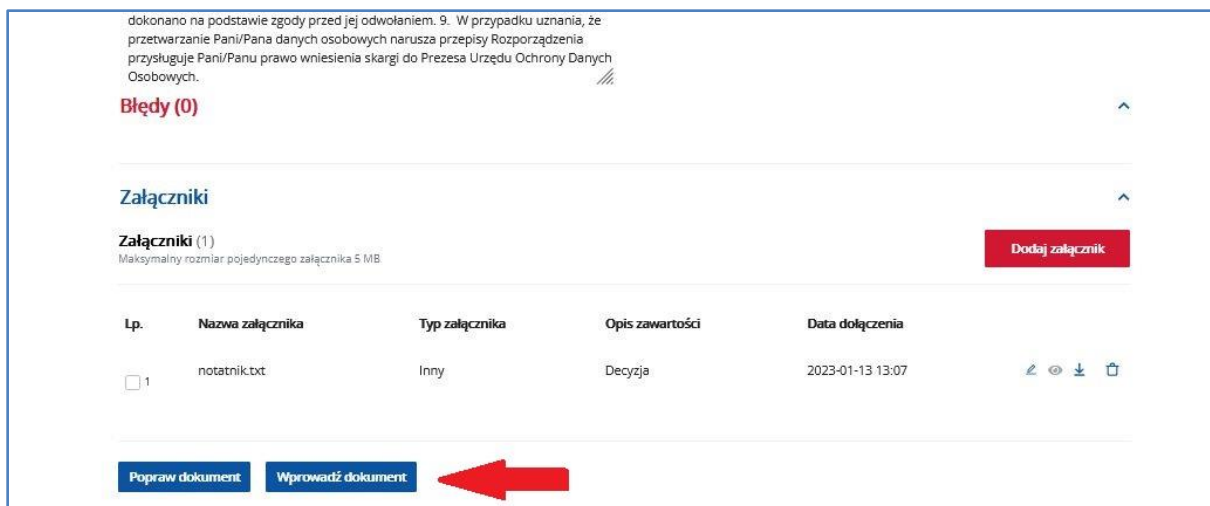 dokonano na podstawie zgody przed jej odwołaniem. 9. W przypadku uznania, że
przetwarzanie Pani/Pana danych osobowych narusza przepisy Rozporządzenia
przysługuje Pani/Panu prawo wniesienia skargi do Prezesa Urzędu Ochrony Danych
Osobowych.
Błędy (0)
Załączniki
Załączniki (1)
Maksymalny rozmiar pojedynczego załącznika 5 MB
Dodaj załącznik
Lp. Nazwa załącznika Typ załącznika Opis zawartości Data dołączenia
1 notatnik.txt Inny Decyzja 2023-01-13 13:07
Popraw dokument Wprowadź dokument